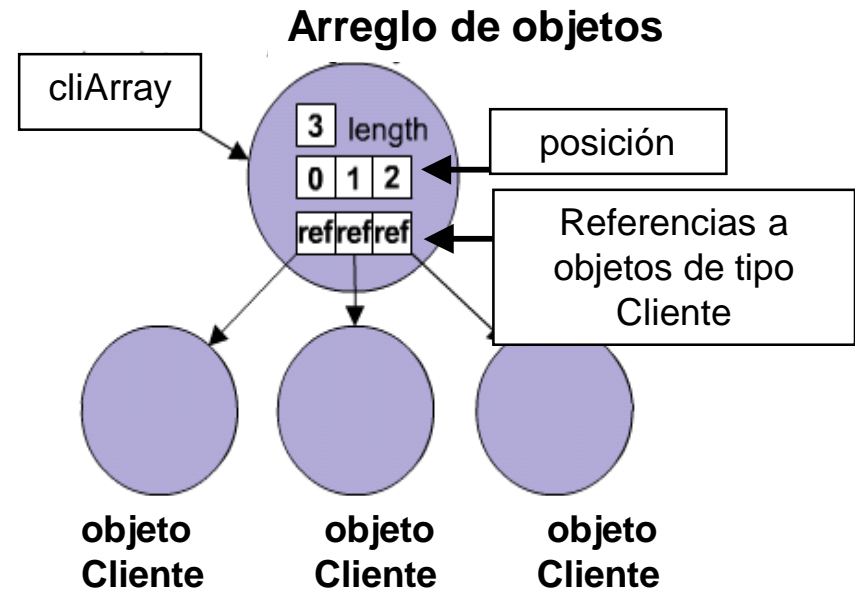 Arreglo de objetos
cliArray
3 length
posición
0 1 2
Referencias a
objetos de tipo
Cliente
ref ref ref
objeto
Cliente
objeto
Cliente
objeto
Cliente